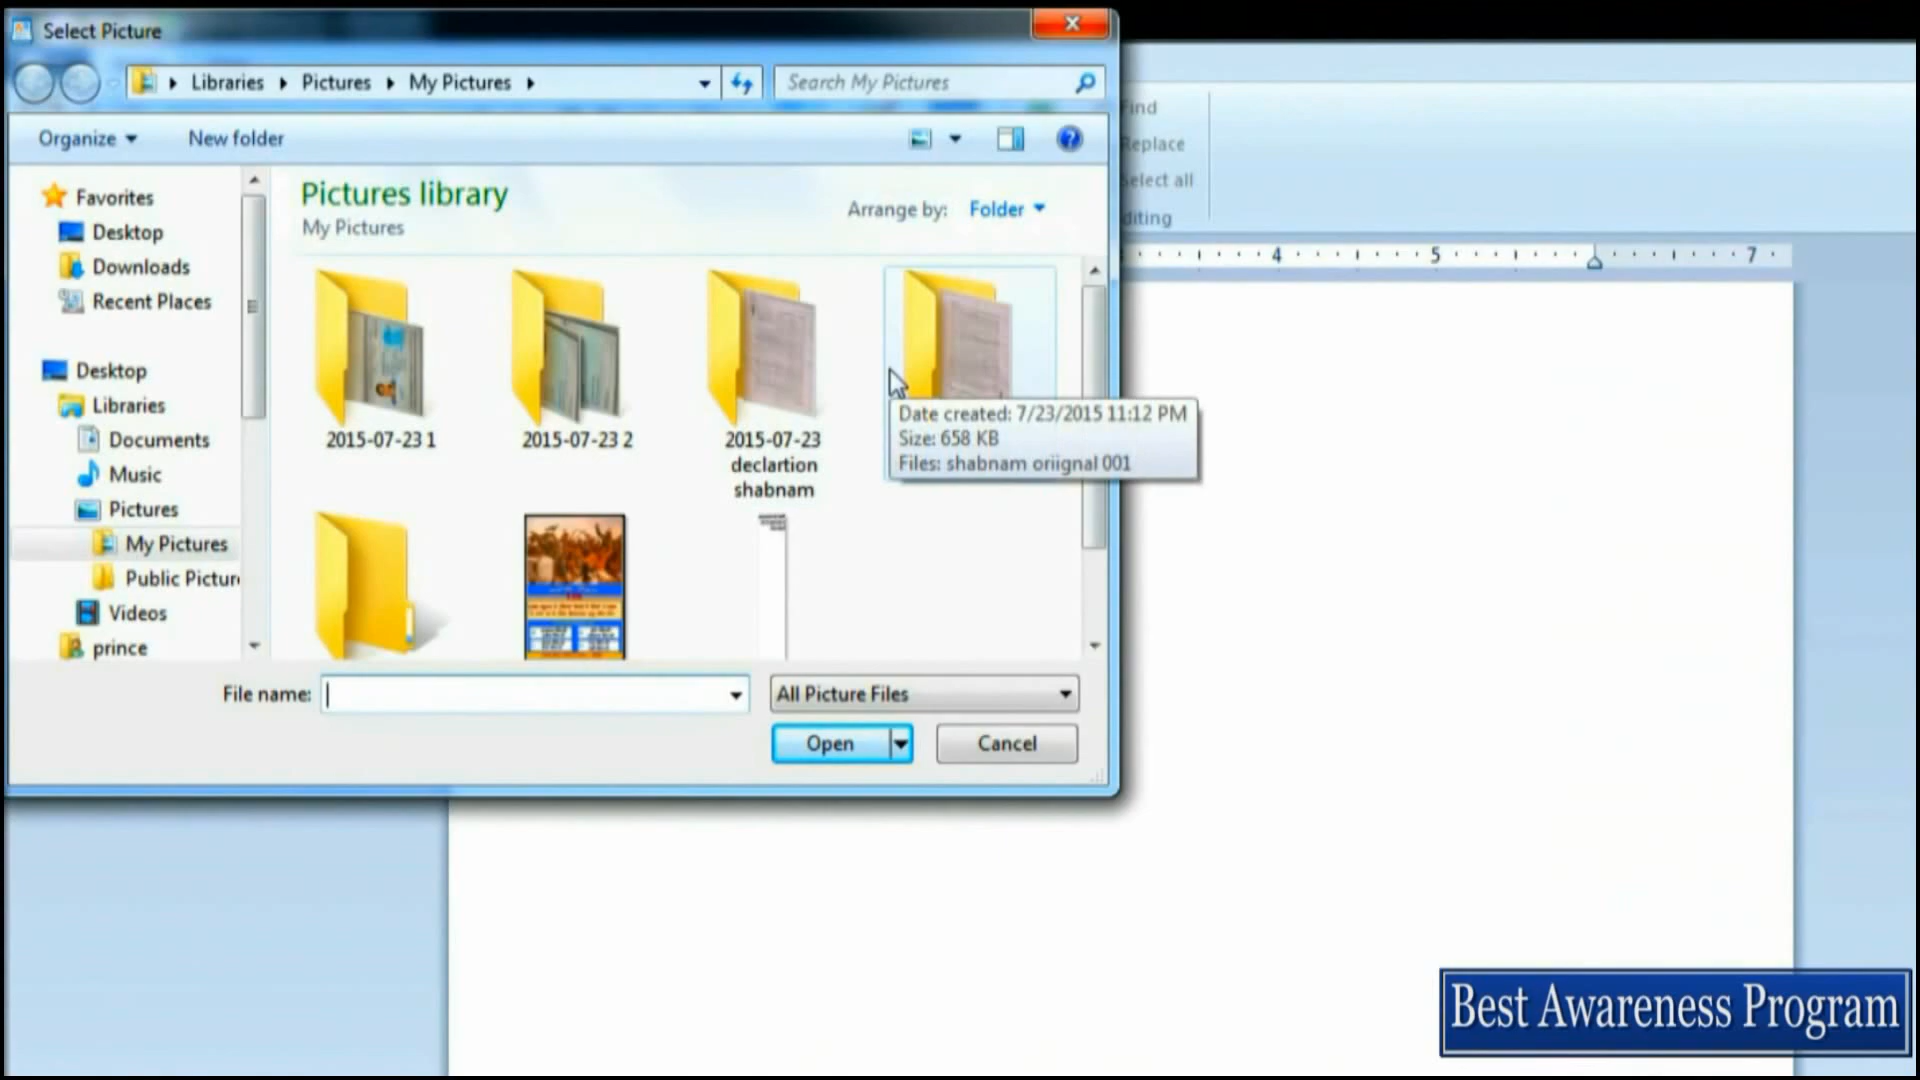 Select Picture
Libraries Pictures My Pictures
Search My Pictures
Organize
New folder
Find
Replace
Select all
diting
Favorites
Desktop
Downloads
Recent Places
Desktop
Libraries
Documents
Music
Pictures
My Pictures
Public Pictur
Videos
prince
Pictures library
My Pictures
Arrange by: Folder
4 5 7
2015-07-23 1
2015-07-23 2
2015-07-23
declartion
shabnam
Date created: 7/23/2015 11:12 PM
Size: 658 KB
Files: shabnam oriignal 001
File name:
All Picture Files
Open
Cancel
Best Awareness Program